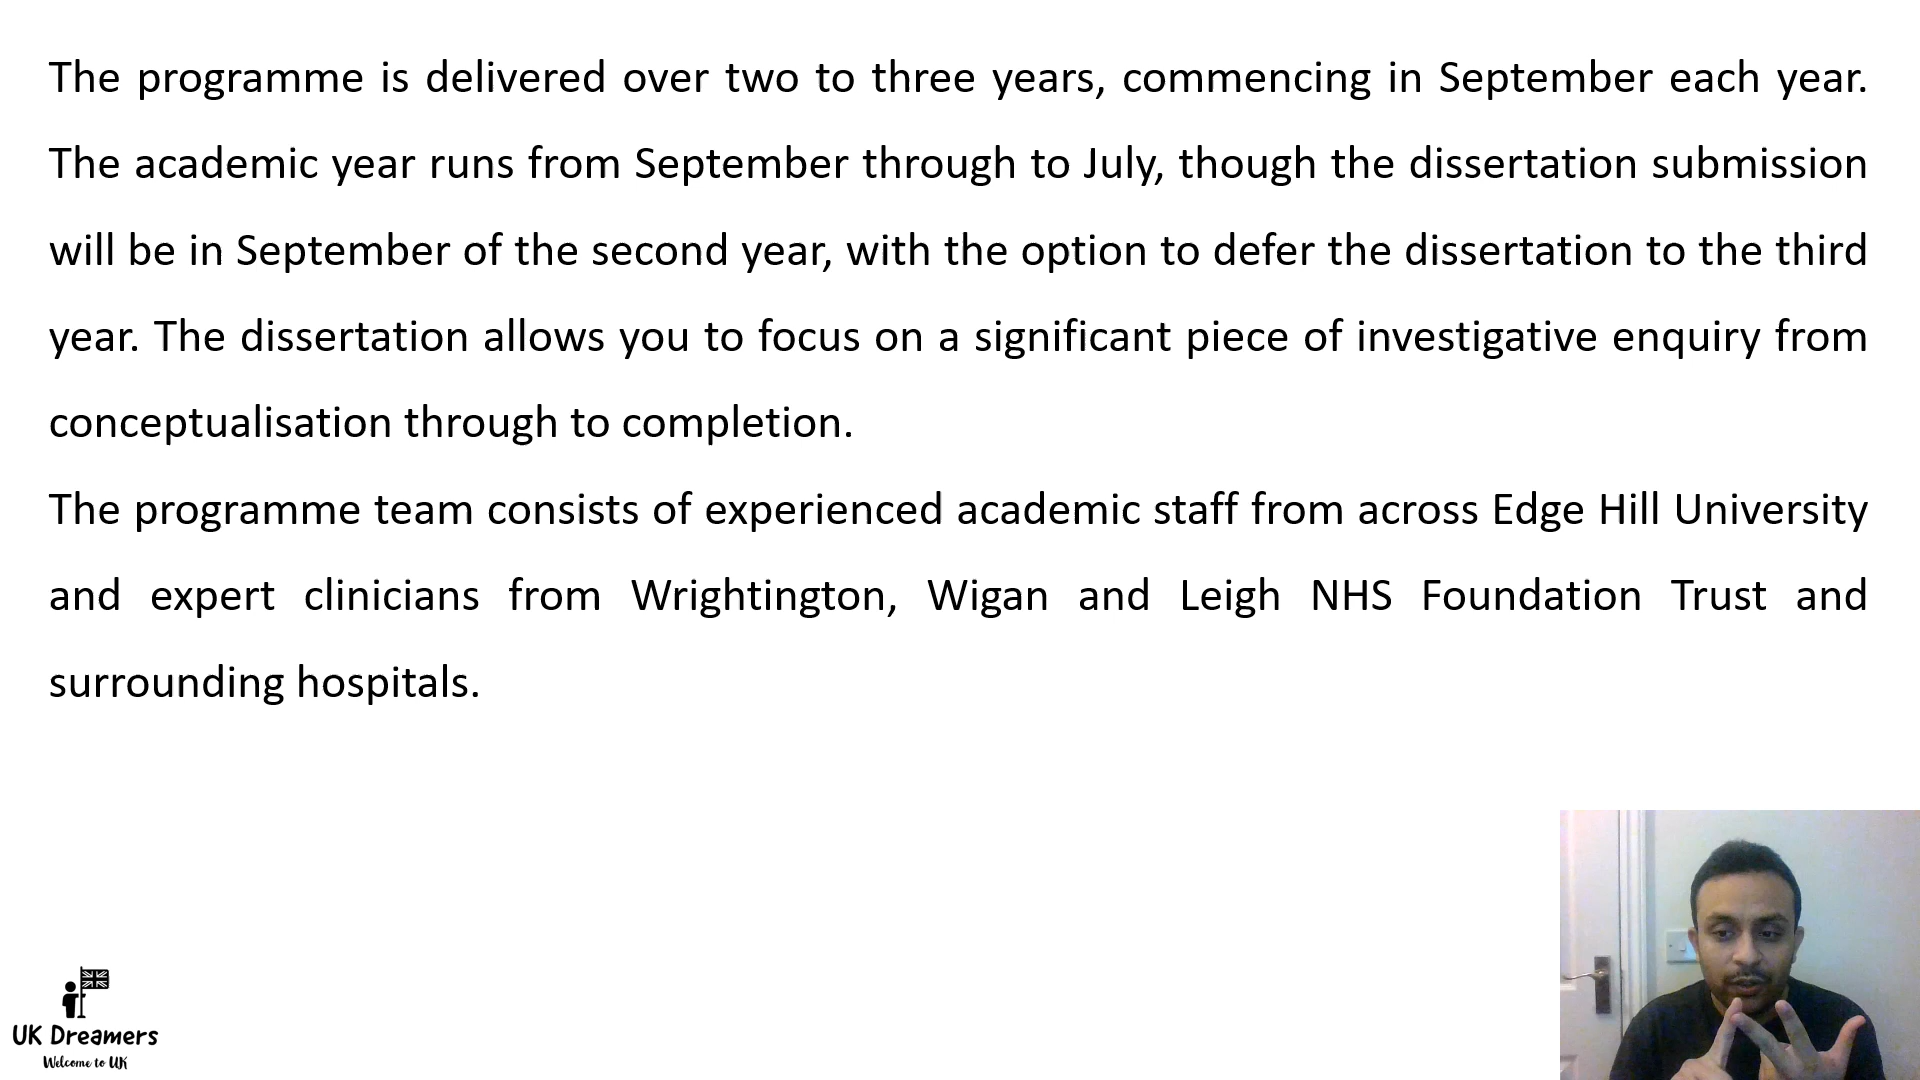 The programme is delivered over two to three years, commencing in September each year.
The academic year runs from September through to July, though the dissertation submission
will be in September of the second year, with the option to defer the dissertation to the third
year. The dissertation allows you to focus on a significant piece of investigative enquiry from
conceptualisation through to completion.
The programme team consists of experienced academic staff from across Edge Hill University
and expert clinicians from Wrightington, Wigan and Leigh NHS Foundation Trust and
surrounding hospitals.
UK Dreamers
Welcome to UK